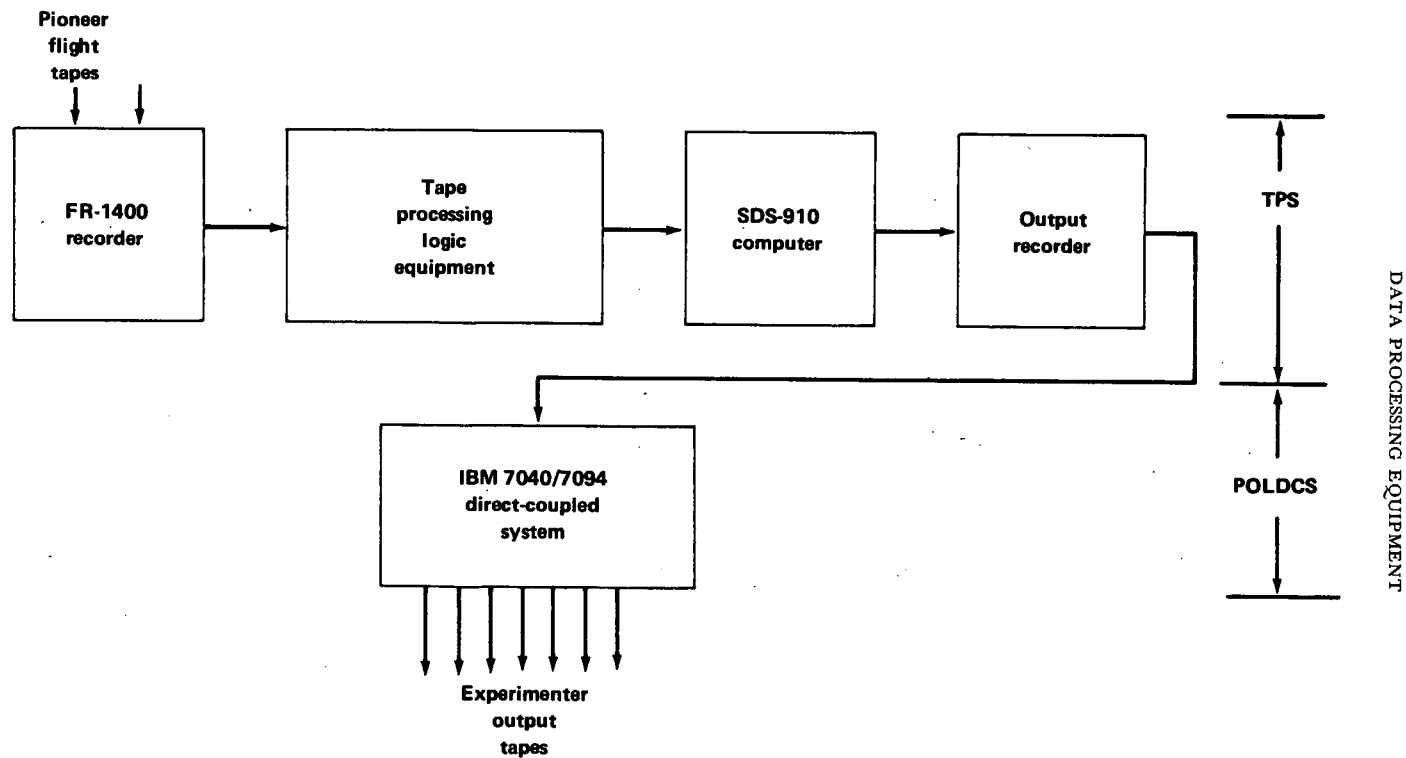 Pioneer
flight
tapes
FR-1400
recorder
Tape
processing
logic
equipment
SDS-910
computer
Output
recorder
TPS
IBM 7040/7094
direct-coupled
system
POLDCS
Experimenter
output
tapes
DATA PROCESSING EQUIPMENT